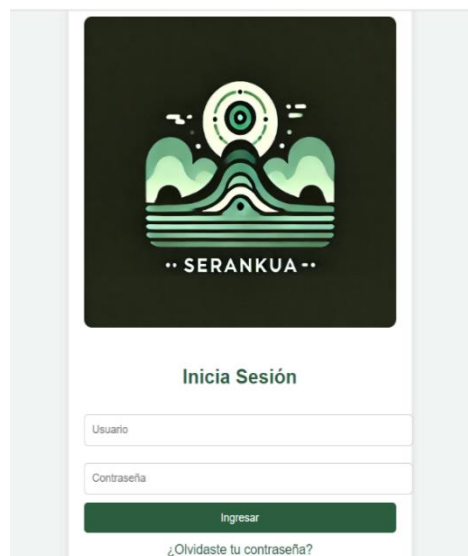 ·· SERANKUA ··
Inicia Sesión
Usuario
Contraseña
Ingresar
¿Olvidaste tu contraseña?